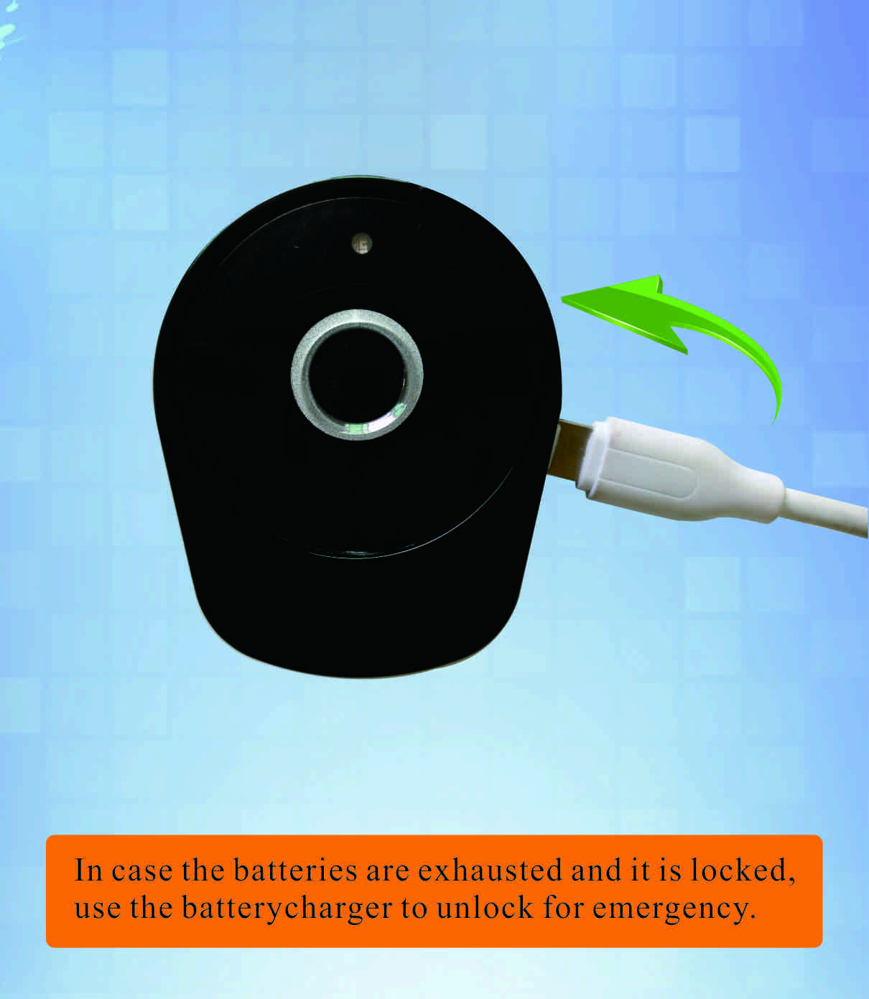 In case the batteries are exhausted and it is locked,
use the batterycharger to unlock for emergency.